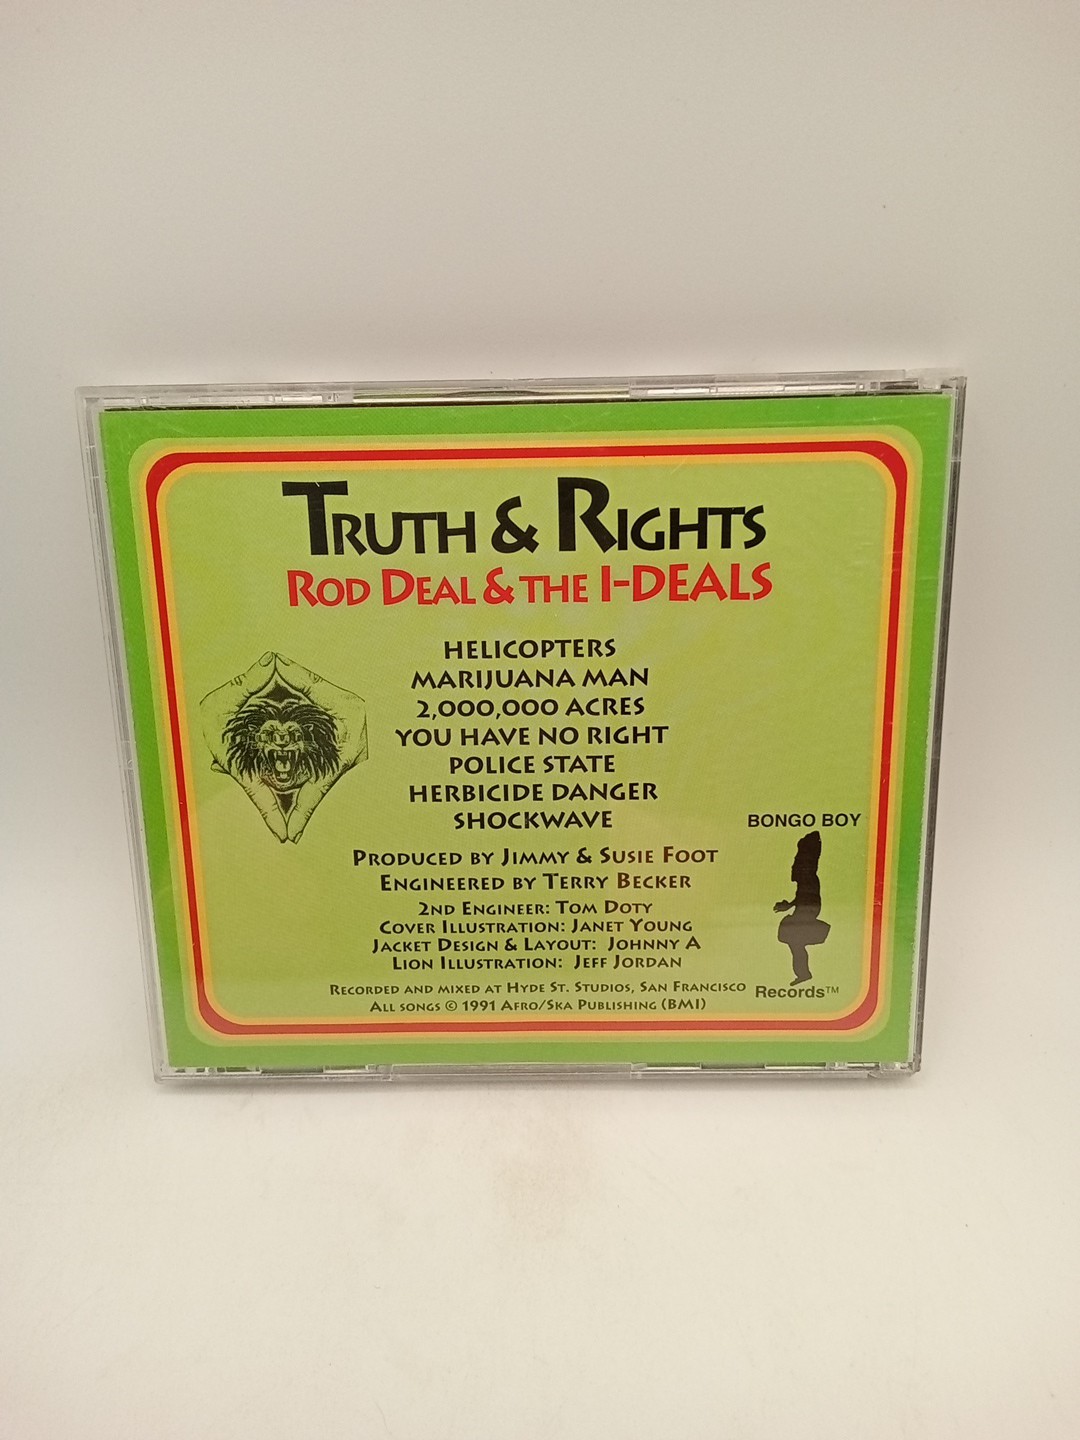 TRUTH & RIGHTS
ROD DEAL & THE I-DEALS
HELICOPTERS
MARIJUANA MAN
2,000,000 ACRES
YOU HAVE NO RIGHT
POLICE STATE
HERBICIDE DANGER
SHOCKWAVE
PRODUCED BY JIMMY & SUSIE FOOT
ENGINEERED BY TERRY BECKER
2ND ENGINEER: TOM DOTY
COVER ILLUSTRATION: JANET YOUNG
JACKET DESIGN & LAYOUT: JOHNNY A
LION ILLUSTRATION: JEFF JORDAN
RECORDED AND MIXED AT HYDE ST. STUDIOS, SAN FRANCISCO
ALL SONGS © 1991 AFRO/SKA PUBLISHING (BMI)
BONGO BOY
Records™